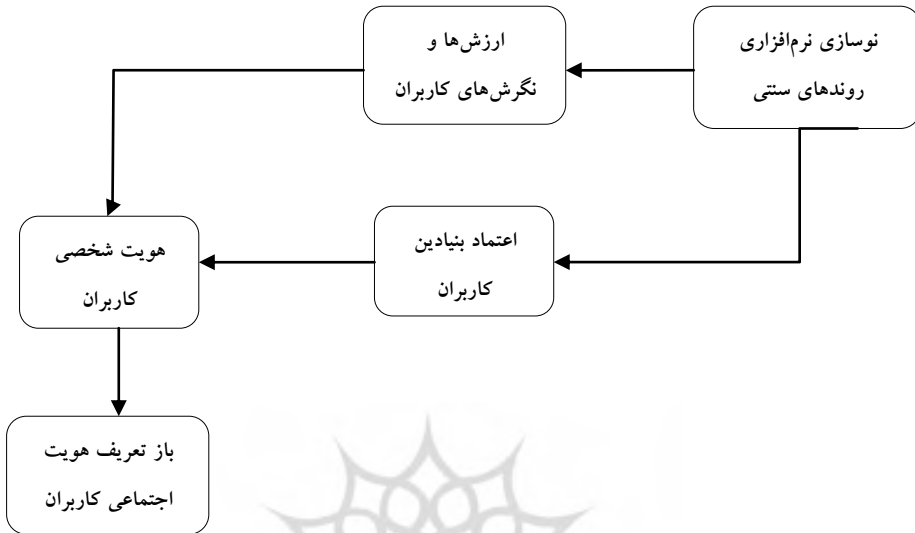 نوسازی نرم‌افزاری
روندهای سنتی
ارزش‌ها و
نگرش‌های کاربران
اعتماد بنیادین
کاربران
هویت شخصی
کاربران
باز تعریف هویت
اجتماعی کاربران